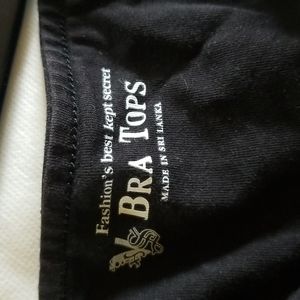 Fashion's best kept secret
BRA TOPS
MADE IN SRI LANKA